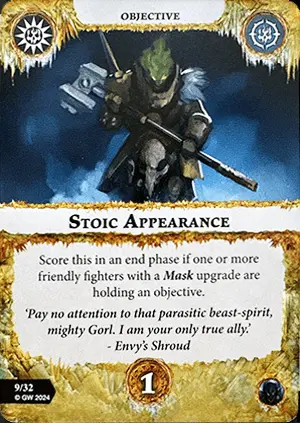 OBJECTIVE
STOIC APPEARANCE
Score this in an end phase if one or more
friendly fighters with a Mask upgrade are
holding an objective.
'Pay no attention to that parasitic beast-spirit,
mighty Gorl. I am your only true ally.'
- Envy's Shroud
9/32
© GW 2024
1